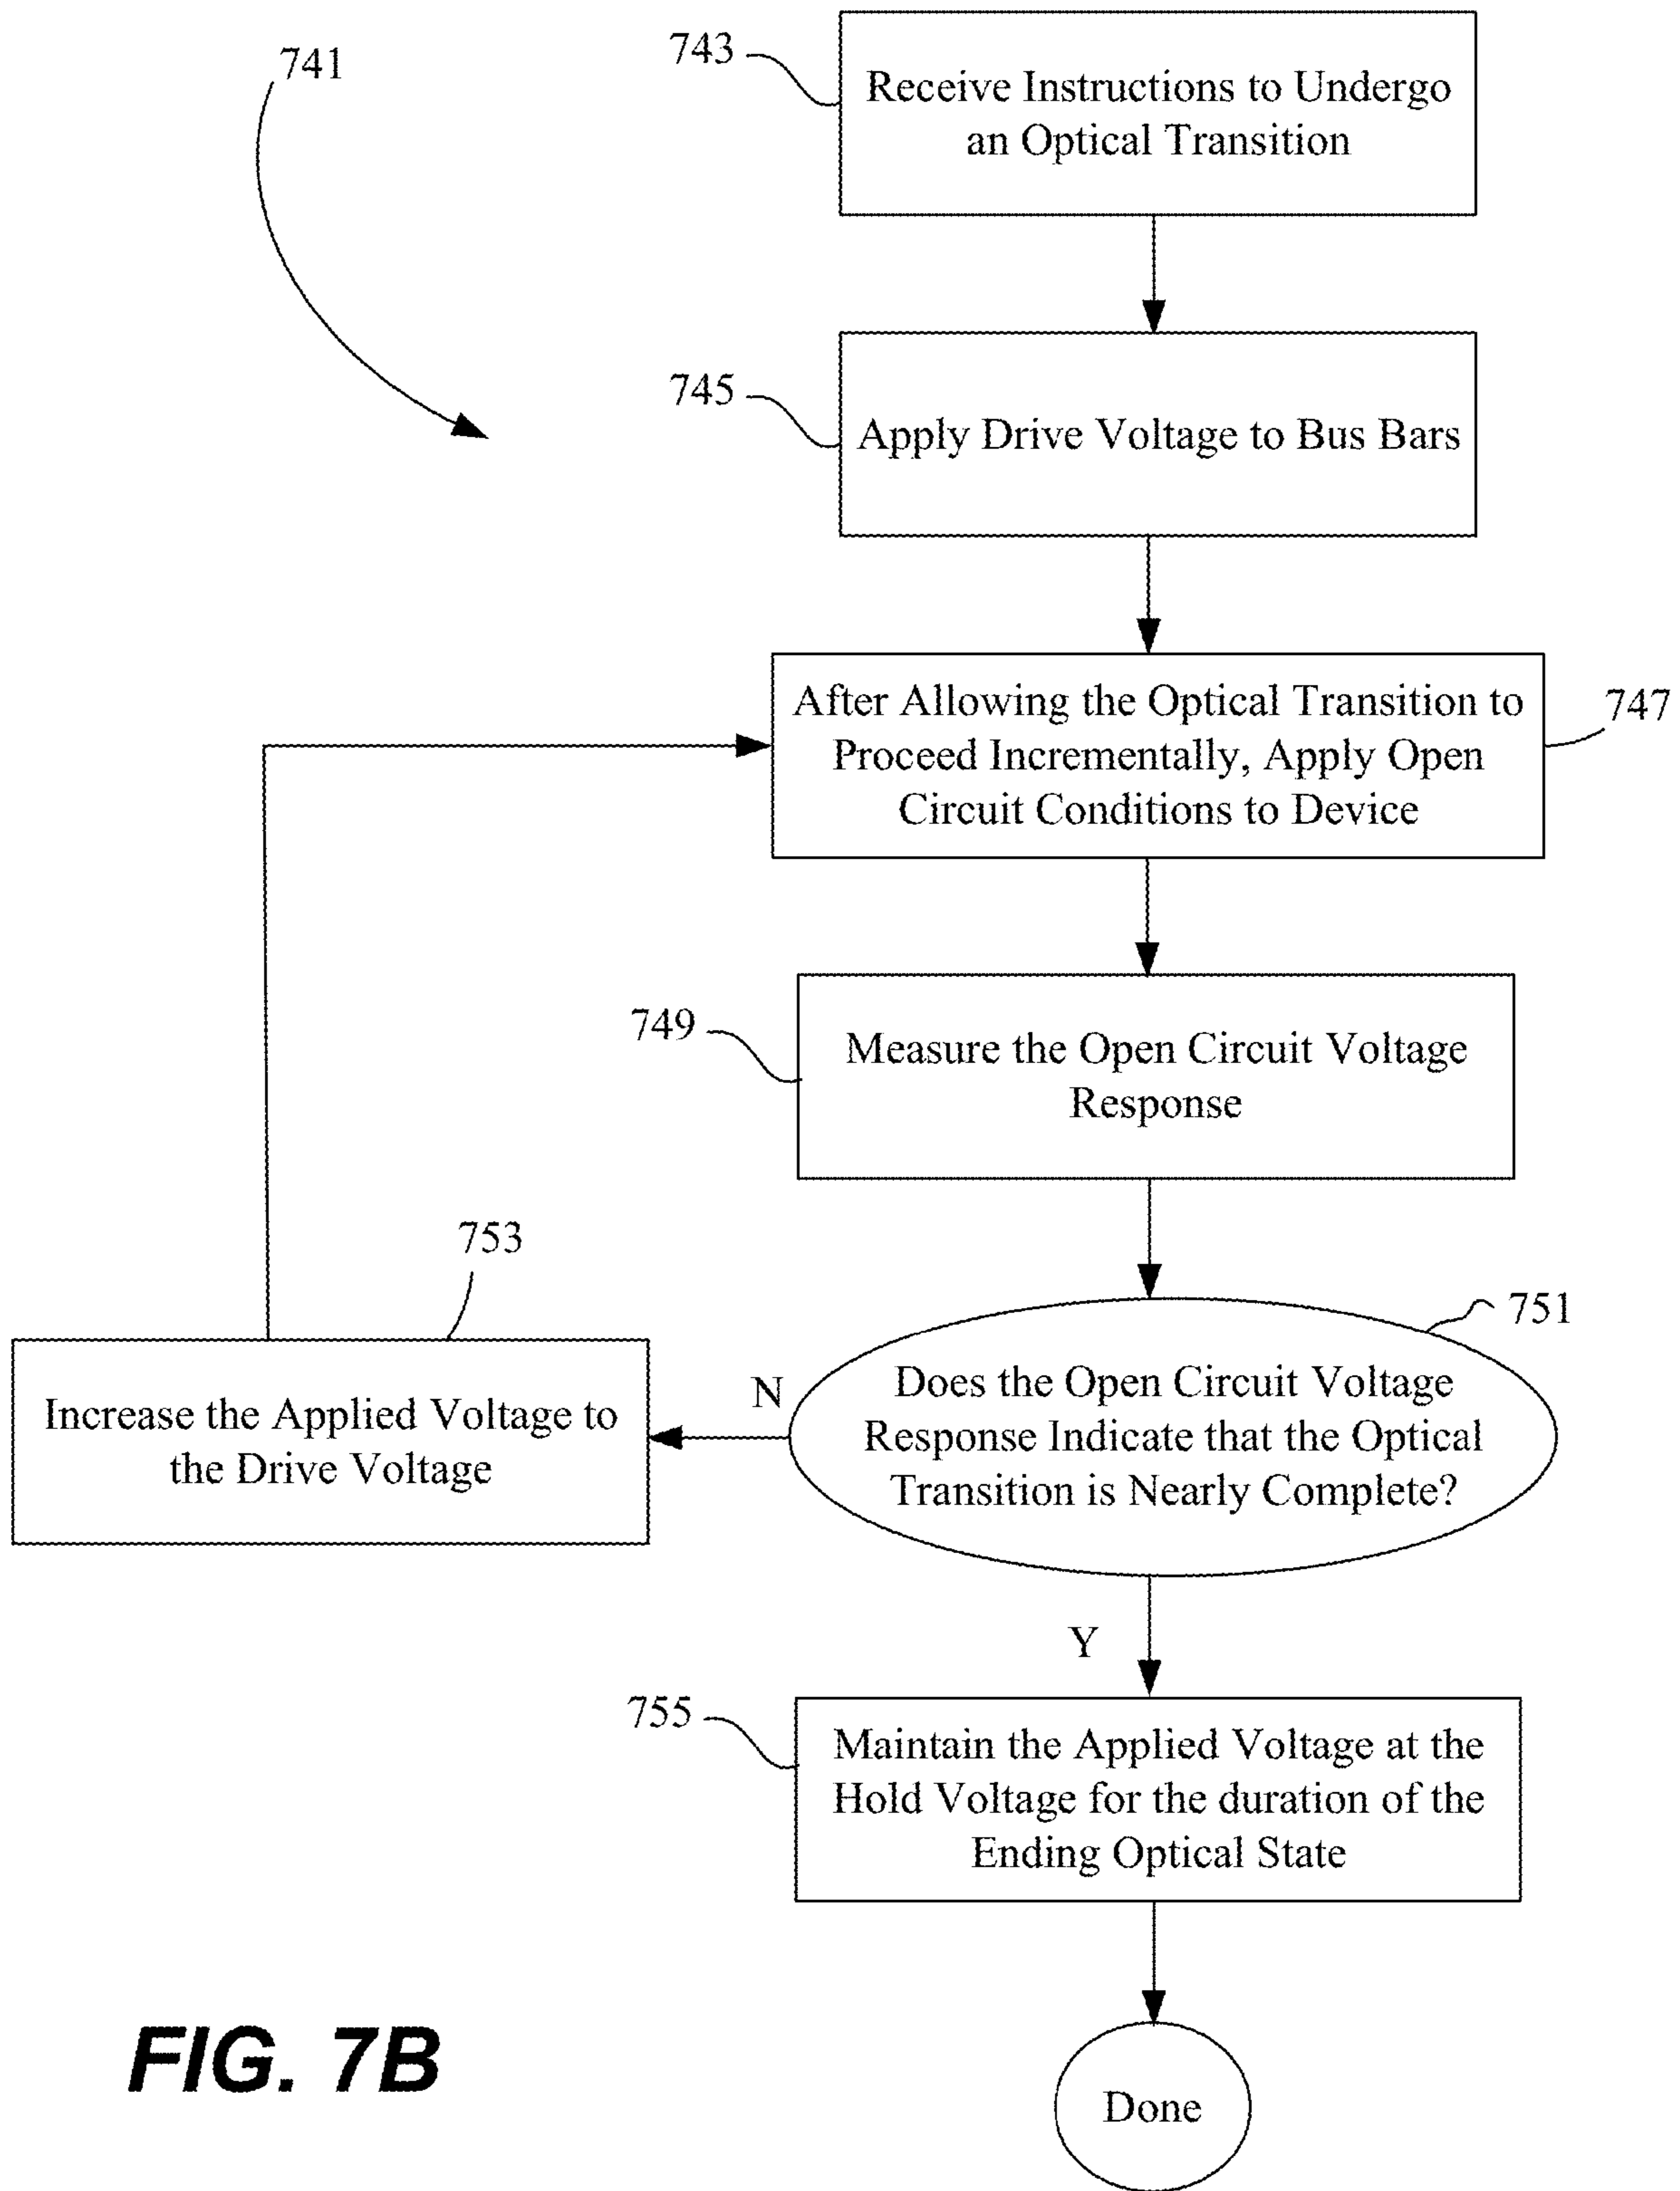 741
743
Receive Instructions to Undergo
an Optical Transition
745
Apply Drive Voltage to Bus Bars
After Allowing the Optical Transition to
Proceed Incrementally, Apply Open
Circuit Conditions to Device
747
749
Measure the Open Circuit Voltage
Response
753
Increase the Applied Voltage to
the Drive Voltage
N
751
Does the Open Circuit Voltage
Response Indicate that the Optical
Transition is Nearly Complete?
Y
755
Maintain the Applied Voltage at the
Hold Voltage for the duration of the
Ending Optical State
Done
FIG. 7B